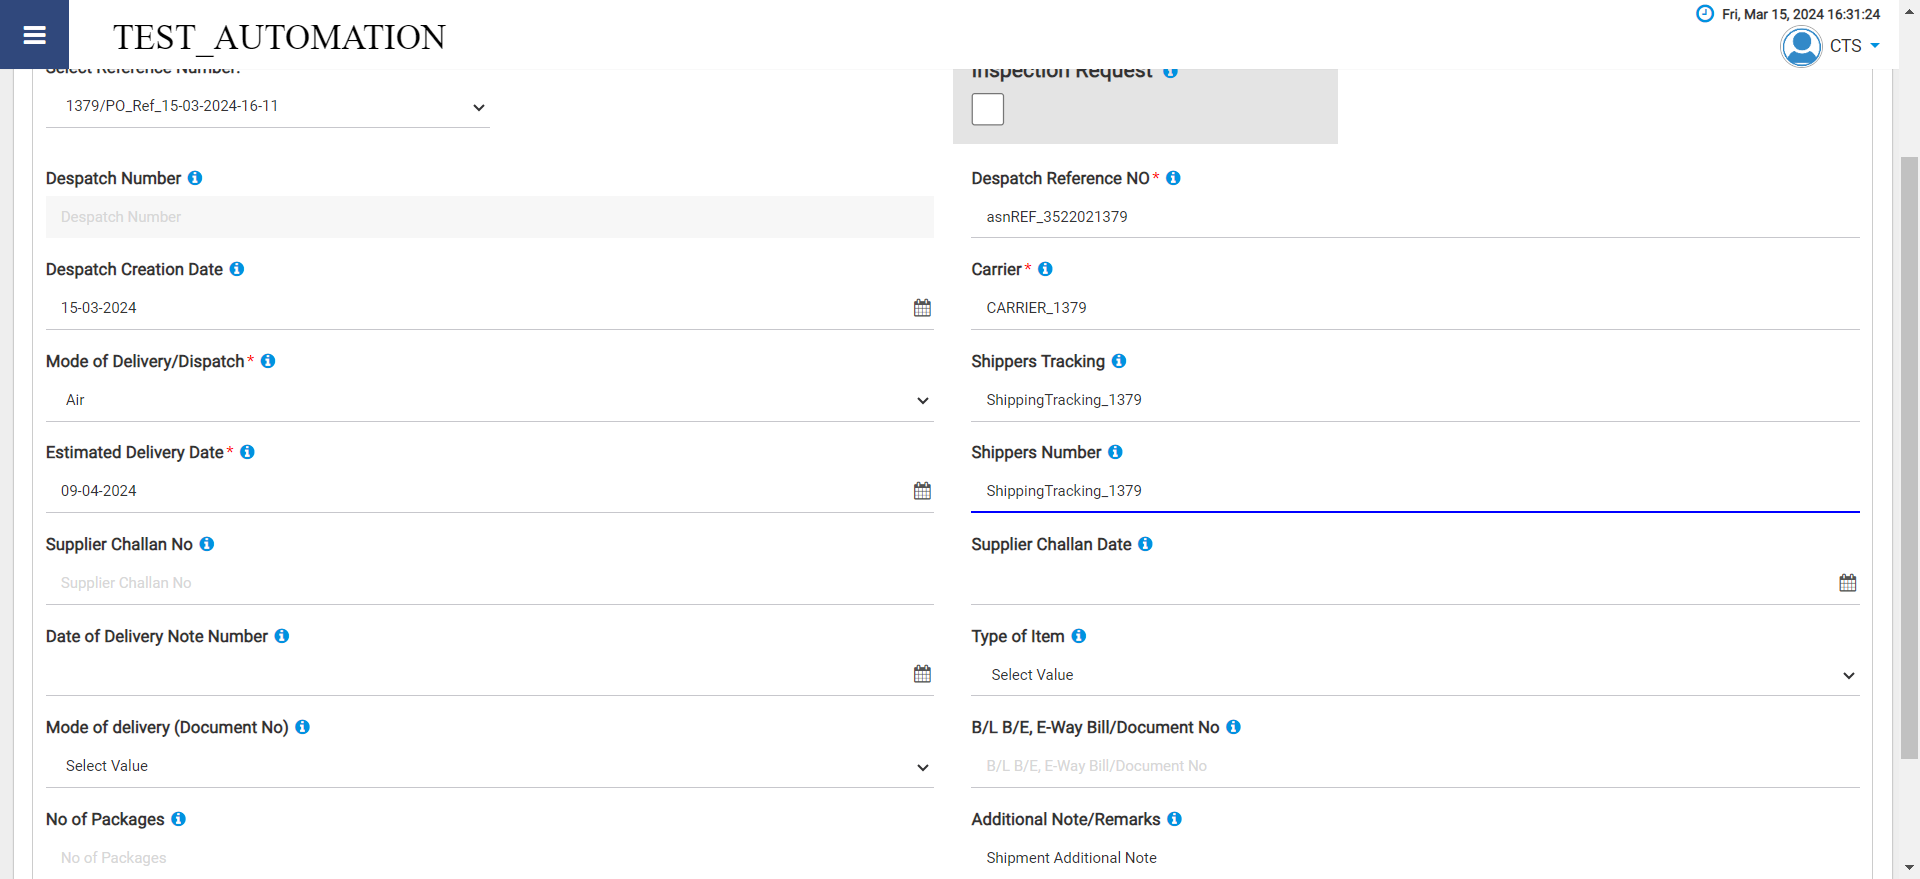 TEST_AUTOMATION
Fri, Mar 15, 2024 16:31:24
CTS
Select Reference Number:
Inspection Request
1379/PO_Ref_15-03-2024-16-11
Despatch Number
Despatch Reference NO*
Despatch Number
asnREF_3522021379
Despatch Creation Date
Carrier*
15-03-2024
CARRIER_1379
Mode of Delivery/Dispatch*
Shippers Tracking
Air
ShippingTracking_1379
Estimated Delivery Date*
Shippers Number
09-04-2024
ShippingTracking_1379
Supplier Challan No
Supplier Challan Date
Supplier Challan No
Date of Delivery Note Number
Type of Item
Select Value
Mode of delivery (Document No)
B/L B/E, E-Way Bill/Document No
Select Value
B/L B/E, E-Way Bill/Document No
No of Packages
Additional Note/Remarks
No of Packages
Shipment Additional Note